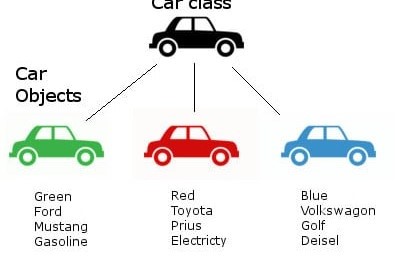 Car class
Car
Objects
Green
Ford
Mustang
Gasoline
Red
Toyota
Prius
Electricty
Blue
Volkswagon
Golf
Deisel